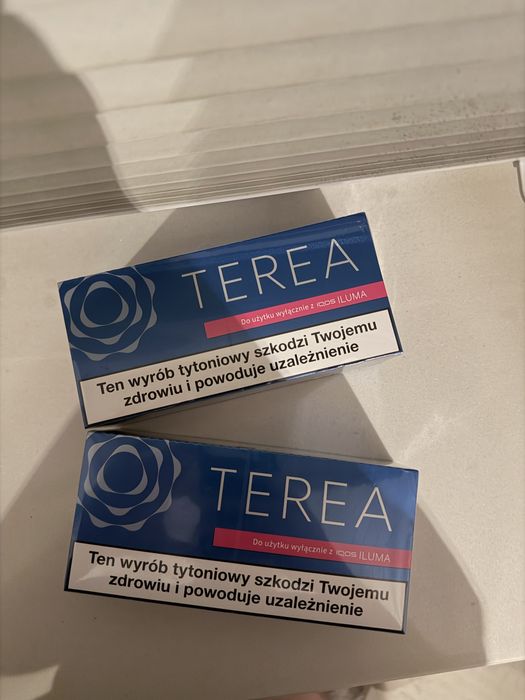 TEREA
Do użytku wyłącznie z IQOS ILUMA
Ten wyrób tytoniowy szkodzi Twojemu
zdrowiu i powoduje uzależnienie
TEREA
Do użytku wyłącznie z IQOS ILUMA
Ten wyrób tytoniowy szkodzi Twojemu
zdrowiu i powoduje uzależnienie